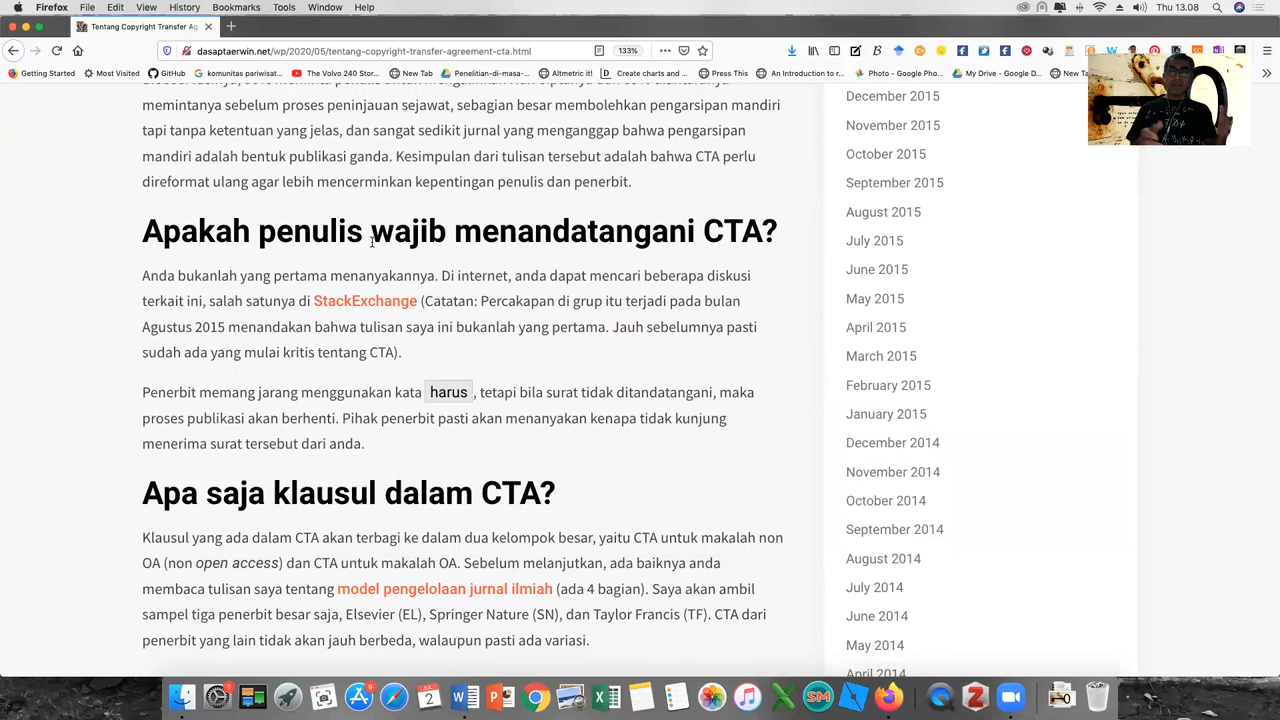 Firefox File Edit View History Bookmarks Tools Window Help Thu 13.08
Tentang Copyright Transfer Ag
dasaptaerwin.net/wp/2020/05/tentang-copyright-transfer-agreement-cta.html 133%
Getting Started Most Visited GitHub komunitas pariwisat... The Volvo 240 Stor... New Tab Penelitian-di-masa-... Altmetric it! Create charts and ... Press This An Introduction to r... Photo - Google Pho... My Drive - Google D... New Ta
memintanya sebelum proses peninjauan sejawat, sebagian besar membolehkan pengarsipan mandiri
tapi tanpa ketentuan yang jelas, dan sangat sedikit jurnal yang menganggap bahwa pengarsipan
mandiri adalah bentuk publikasi ganda. Kesimpulan dari tulisan tersebut adalah bahwa CTA perlu
direformat ulang agar lebih mencerminkan kepentingan penulis dan penerbit.
Apakah penulis wajib menandatangani CTA?
Anda bukanlah yang pertama menanyakannya. Di internet, anda dapat mencari beberapa diskusi
terkait ini, salah satunya di StackExchange (Catatan: Percakapan di grup itu terjadi pada bulan
Agustus 2015 menandakan bahwa tulisan saya ini bukanlah yang pertama. Jauh sebelumnya pasti
sudah ada yang mulai kritis tentang CTA).
Penerbit memang jarang menggunakan kata harus, tetapi bila surat tidak ditandatangani, maka
proses publikasi akan berhenti. Pihak penerbit pasti akan menanyakan kenapa tidak kunjung
menerima surat tersebut dari anda.
Apa saja klausul dalam CTA?
Klausul yang ada dalam CTA akan terbagi ke dalam dua kelompok besar, yaitu CTA untuk makalah non
OA (non open access) dan CTA untuk makalah OA. Sebelum melanjutkan, ada baiknya anda
membaca tulisan saya tentang model pengelolaan jurnal ilmiah (ada 4 bagian). Saya akan ambil
sampel tiga penerbit besar saja, Elsevier (EL), Springer Nature (SN), dan Taylor Francis (TF). CTA dari
penerbit yang lain tidak akan jauh berbeda, walaupun pasti ada variasi.
December 2015
November 2015
October 2015
September 2015
August 2015
July 2015
June 2015
May 2015
April 2015
March 2015
February 2015
January 2015
December 2014
November 2014
October 2014
September 2014
August 2014
July 2014
June 2014
May 2014
April 2014